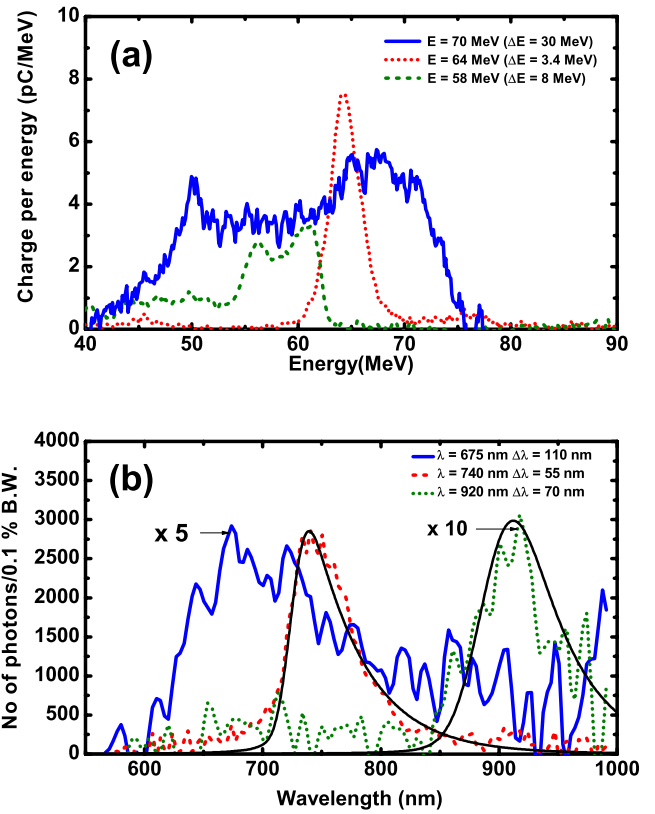 10
8
6
4
2
0
Charge per energy (pC/MeV)
(a)
E = 70 MeV (ΔE = 30 MeV)
E = 64 MeV (ΔE = 3.4 MeV)
E = 58 MeV (ΔE = 8 MeV)
40 50 60 70 80 90
Energy(MeV)
4000
3500
3000
2500
2000
1500
1000
500
0
No of photons/0.1 % B.W.
(b)
λ = 675 nm Δλ = 110 nm
λ = 740 nm Δλ = 55 nm
λ = 920 nm Δλ = 70 nm
x 5
x 10
600 700 800 900 1000
Wavelength (nm)